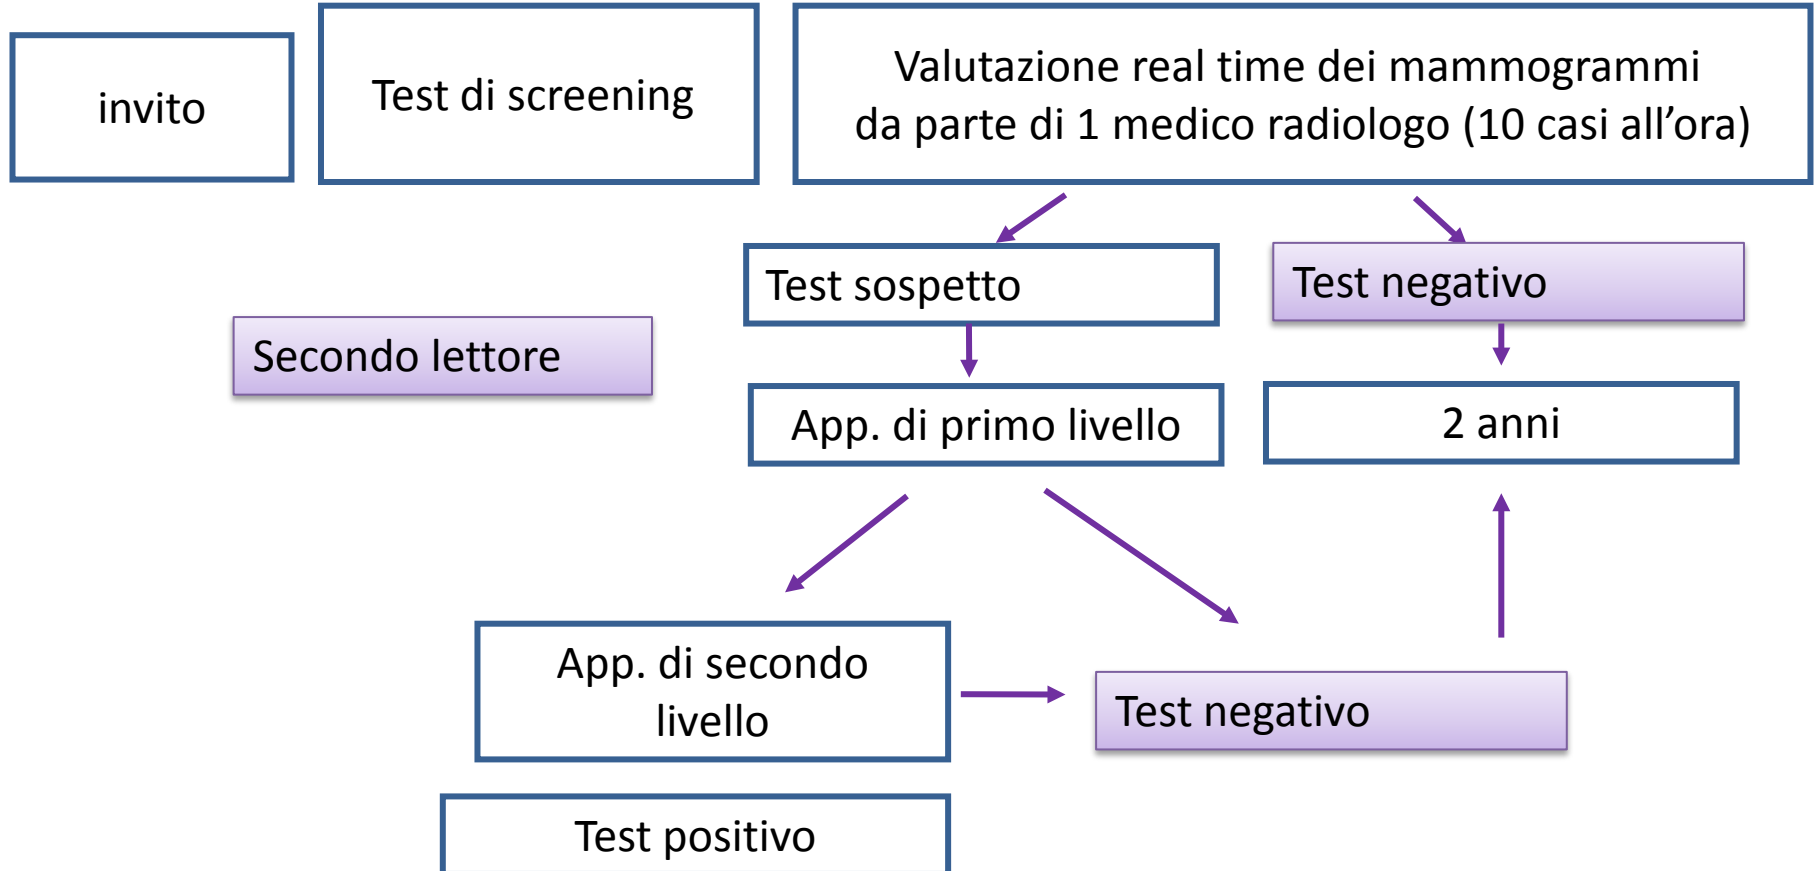 invito
Test di screening
Valutazione real time dei mammogrammi
da parte di 1 medico radiologo (10 casi all’ora)
Test sospetto
Test negativo
Secondo lettore
App. di primo livello
2 anni
App. di secondo
livello
Test negativo
Test positivo